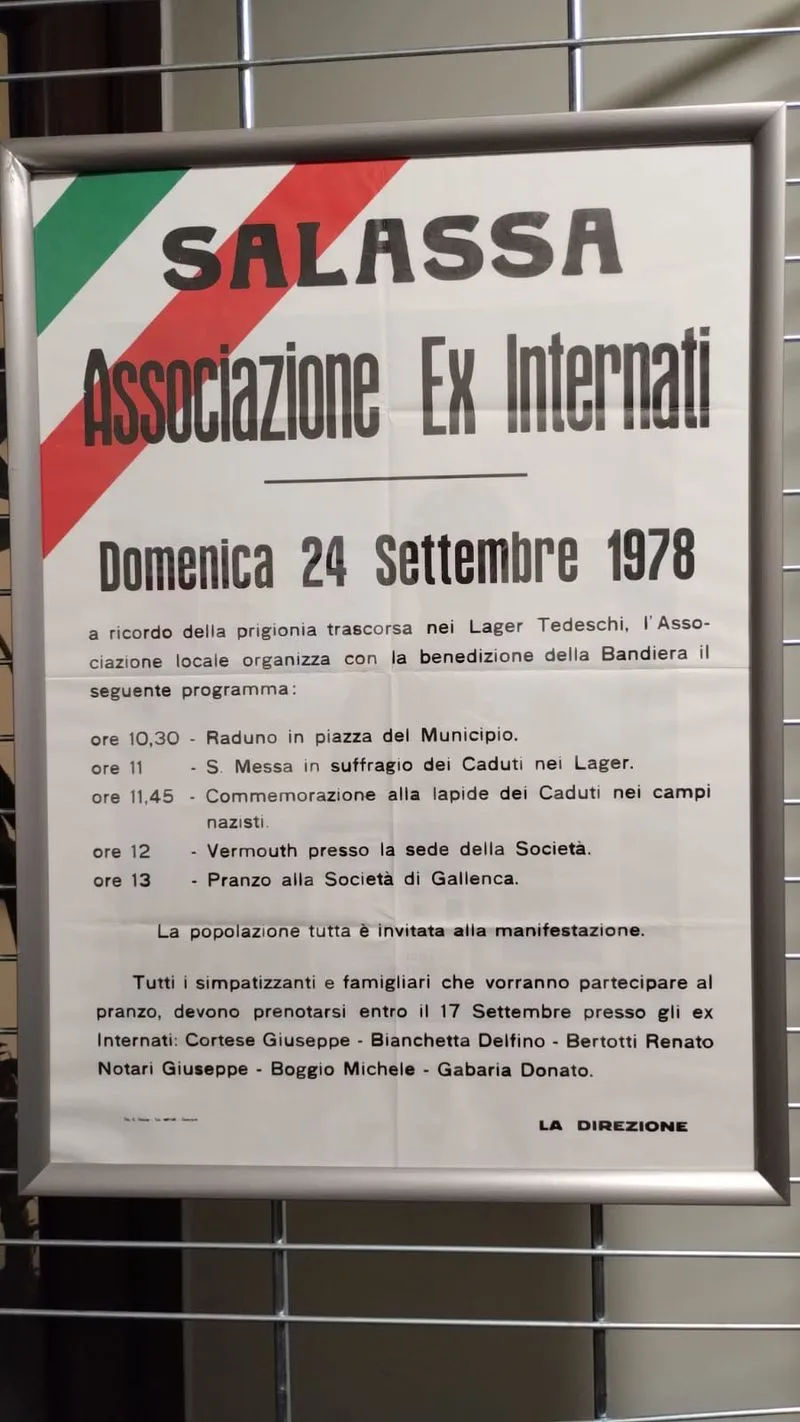 SALASSA
Associazione Ex Internati
Domenica 24 Settembre 1978
a ricordo della prigionia trascorsa nei Lager Tedeschi, l'Asso-
ciazione locale organizza con la benedizione della Bandiera il
seguente programma:
ore 10,30 - Raduno in piazza del Municipio.
ore 11 - S. Messa in suffragio dei Caduti nei Lager.
ore 11,45 - Commemorazione alla lapide dei Caduti nei campi
nazisti.
ore 12 - Vermouth presso la sede della Società.
ore 13 - Pranzo alla Società di Gallenca.
La popolazione tutta è invitata alla manifestazione.
Tutti i simpatizzanti e famigliari che vorranno partecipare al
pranzo, devono prenotarsi entro il 17 Settembre presso gli ex
Internati: Cortese Giuseppe - Bianchetta Delfino - Bertotti Renato
Notari Giuseppe - Boggio Michele - Gabaria Donato.
LA DIREZIONE